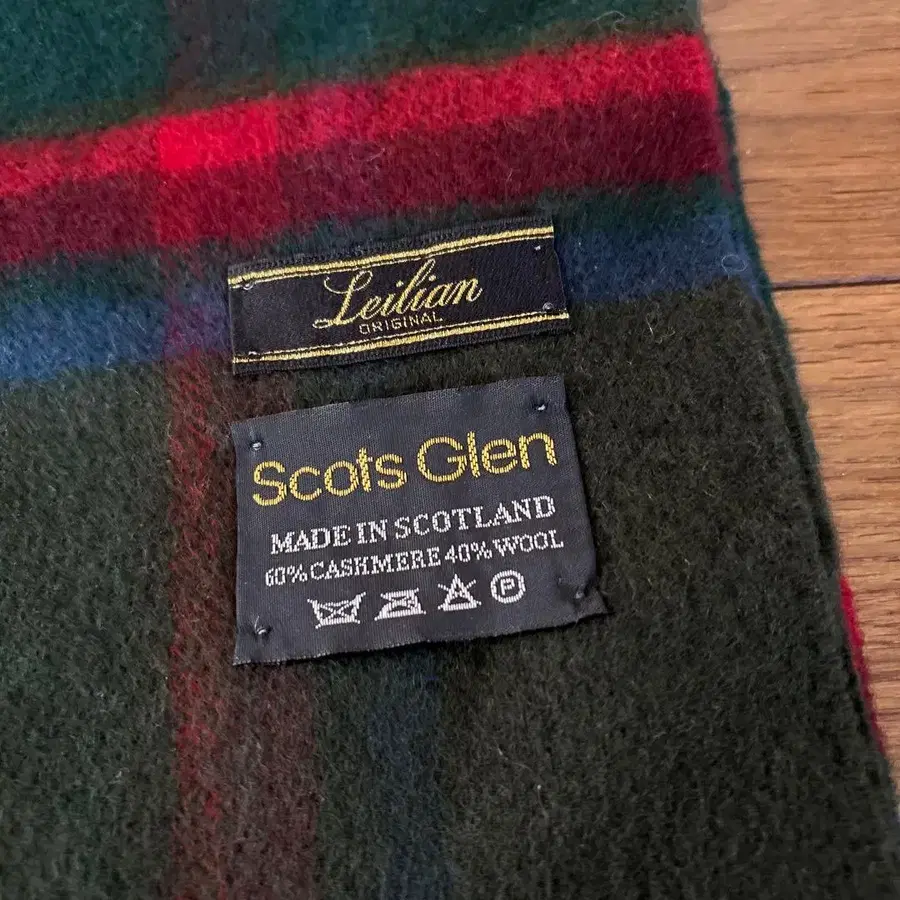 Leilian
ORIGINAL
Scots Glen
MADE IN SCOTLAND
60% CASHMERE 40% WOOL
P